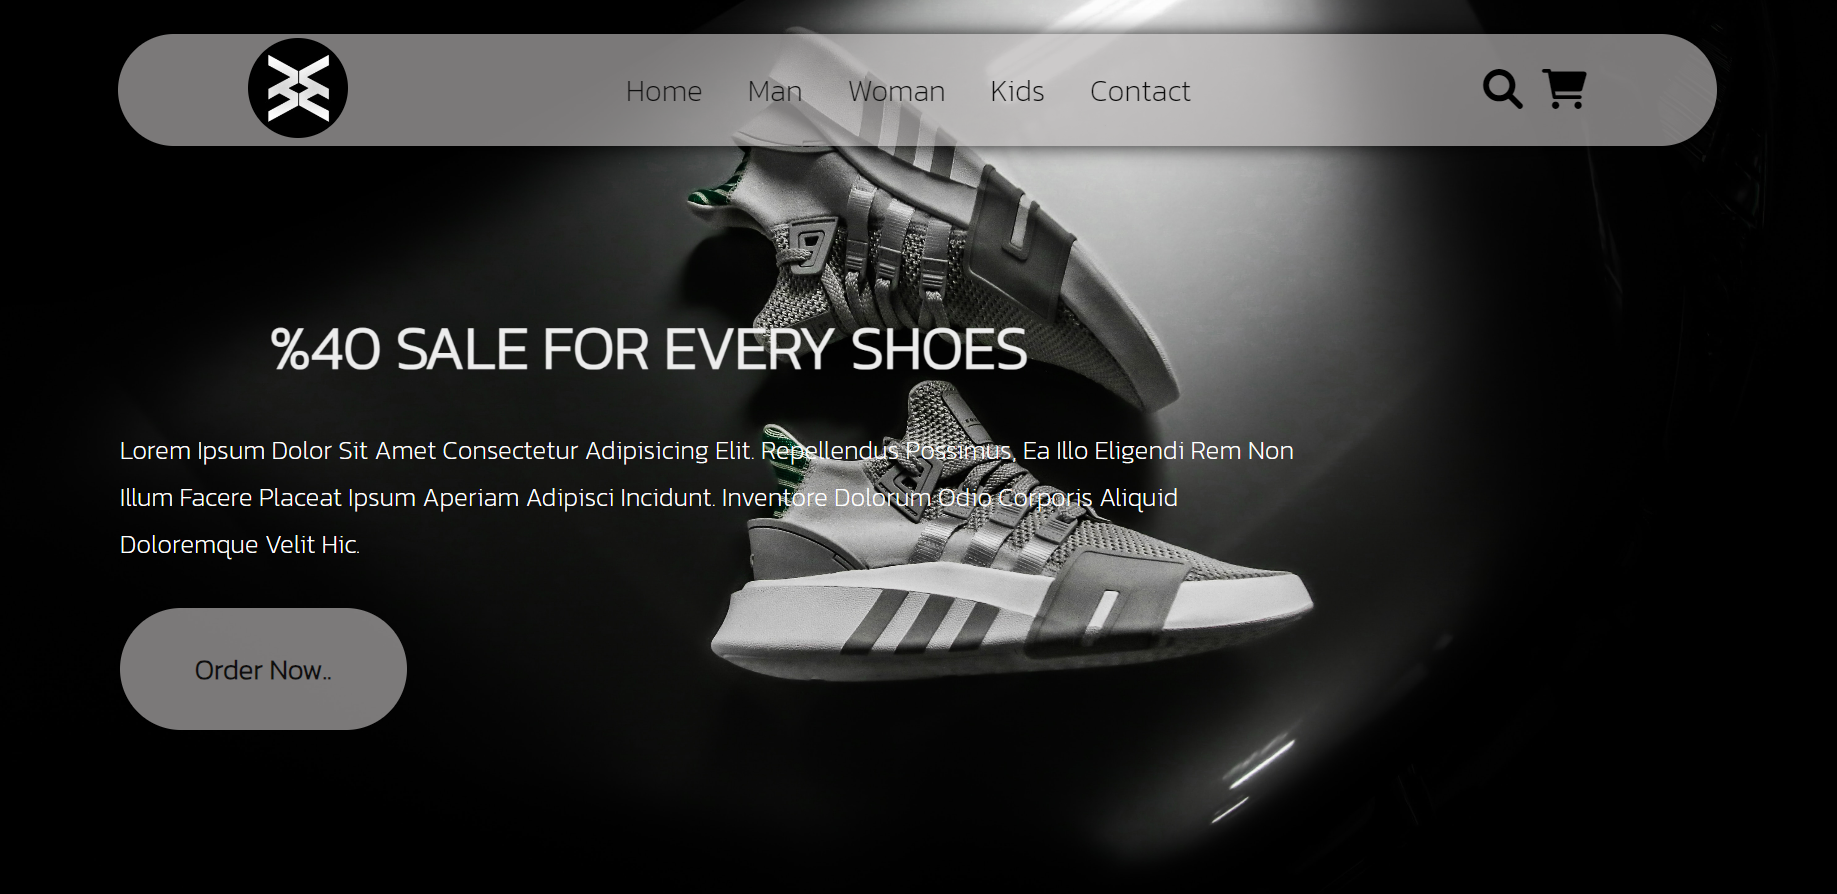 Home Man Woman Kids Contact
%40 SALE FOR EVERY SHOES
Lorem Ipsum Dolor Sit Amet Consectetur Adipisicing Elit. Repellendus Possimus, Ea Illo Eligendi Rem Non
Illum Facere Placeat Ipsum Aperiam Adipisci Incidunt. Inventore Dolorum Odio Corporis Aliquid
Doloremque Velit Hic.
Order Now..